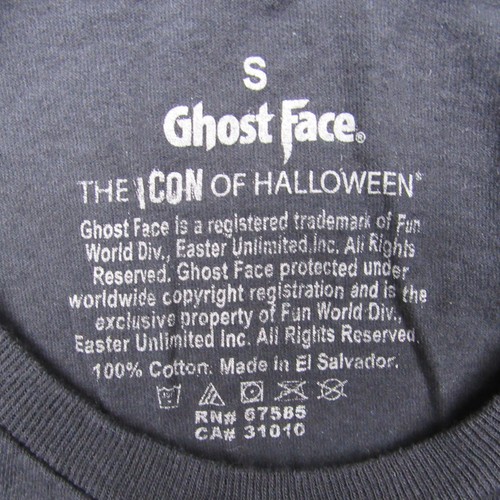 S
Ghost Face®
THE ICON OF HALLOWEEN®
Ghost Face is a registered trademark of Fun
World Div., Easter Unlimited.Inc. All Rights
Reserved. Ghost Face protected under
worldwide copyright registration and is the
exclusive property of Fun World Div.,
Easter Unlimited Inc. All Rights Reserved.
100% Cotton. Made in El Salvador.
RN# 67585
CA# 31010